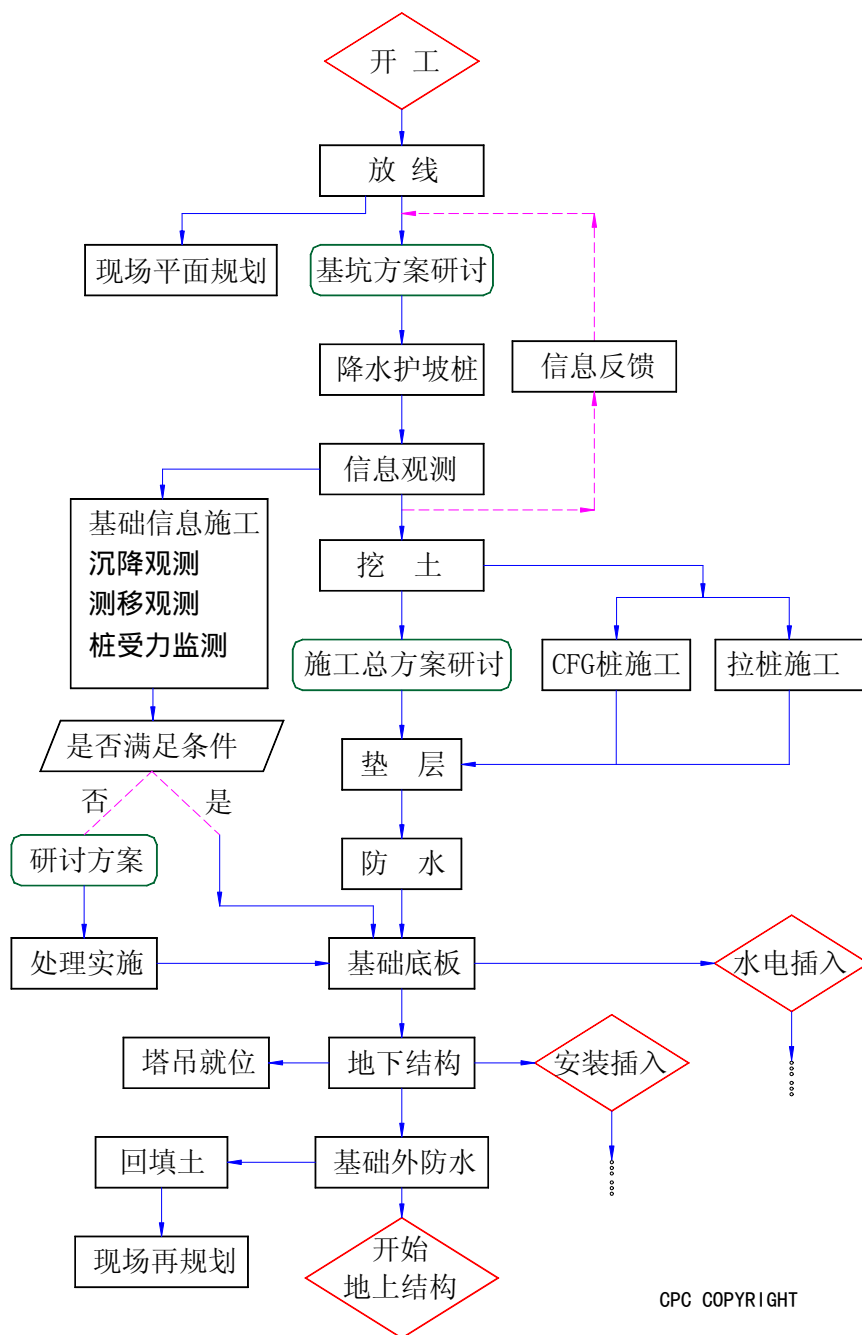 开 工
放 线
现场平面规划
基坑方案研讨
降水护坡桩
信息反馈
信息观测
基础信息施工
沉降观测
测移观测
桩受力监测
挖 土
施工总方案研讨
CFG桩施工
拉桩施工
是否满足条件
垫 层
否
是
研讨方案
防 水
处理实施
基础底板
水电插入
塔吊就位
地下结构
安装插入
回填土
基础外防水
现场再规划
开始
地上结构
CPC COPYRIGHT